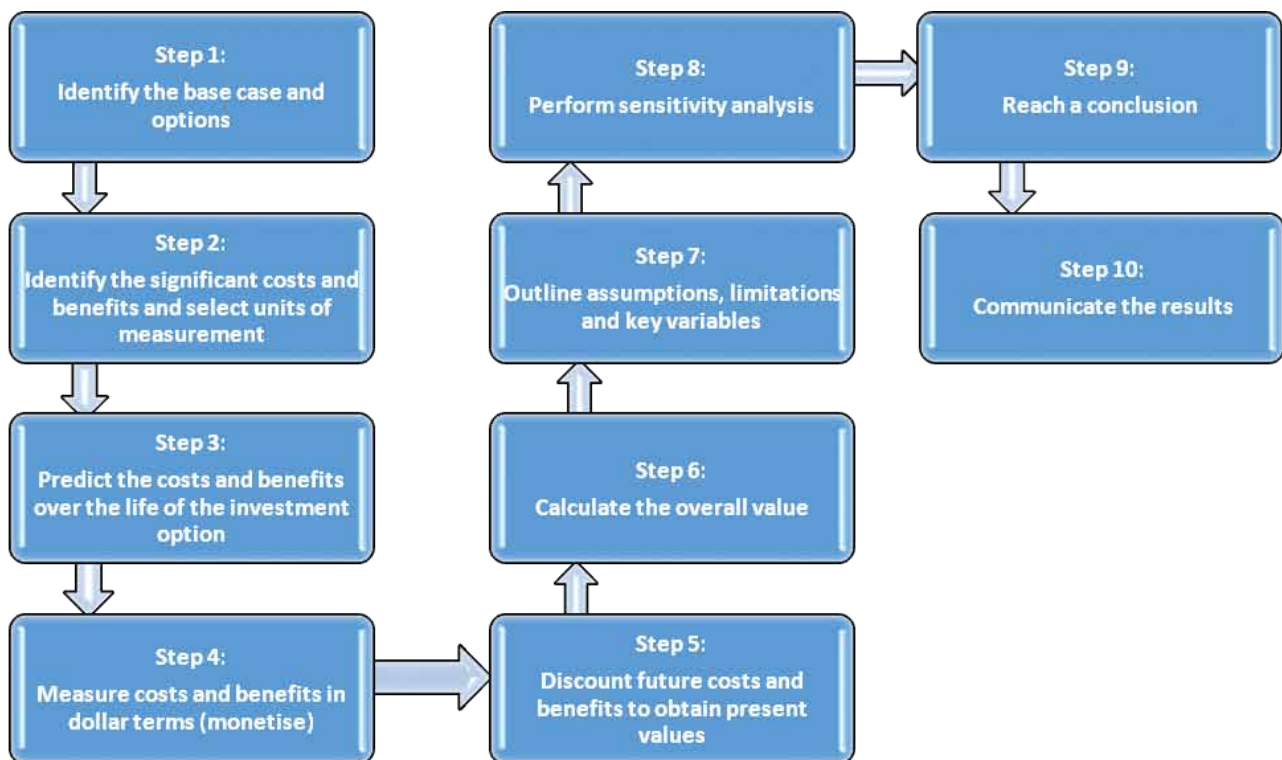 Step 1:
Identify the base case and
options
Step 2:
Identify the significant costs and
benefits and select units of
measurement
Step 3:
Predict the costs and benefits
over the life of the investment
option
Step 4:
Measure costs and benefits in
dollar terms (monetise)
Step 5:
Discount future costs and
benefits to obtain present
values
Step 6:
Calculate the overall value
Step 7:
Outline assumptions, limitations
and key variables
Step 8:
Perform sensitivity analysis
Step 9:
Reach a conclusion
Step 10:
Communicate the results